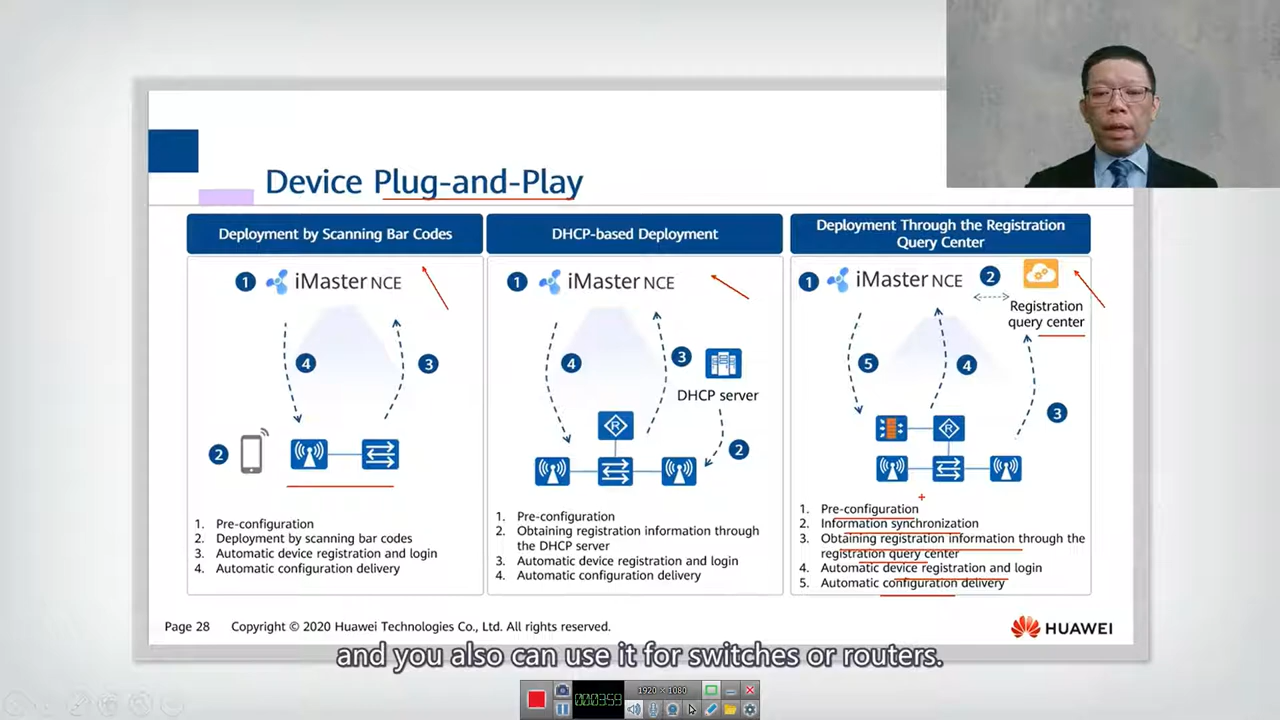 Device Plug-and-Play
Deployment by Scanning Bar Codes
1
iMaster NCE
4
3
2
1. Pre-configuration
2. Deployment by scanning bar codes
3. Automatic device registration and login
4. Automatic configuration delivery
DHCP-based Deployment
1
iMaster NCE
4
3
DHCP server
R
2
1. Pre-configuration
2. Obtaining registration information through
the DHCP server
3. Automatic device registration and login
4. Automatic configuration delivery
Deployment Through the Registration
Query Center
1
iMaster NCE
2
Registration
query center
5
4
3
R
1. Pre-configuration
2. Information synchronization
3. Obtaining registration information through the
registration query center
4. Automatic device registration and login
5. Automatic configuration delivery
Page 28
Copyright © 2020 Huawei Technologies Co., Ltd. All rights reserved.
HUAWEI
and you also can use it for switches or routers.
000:03:59
1920 × 1080